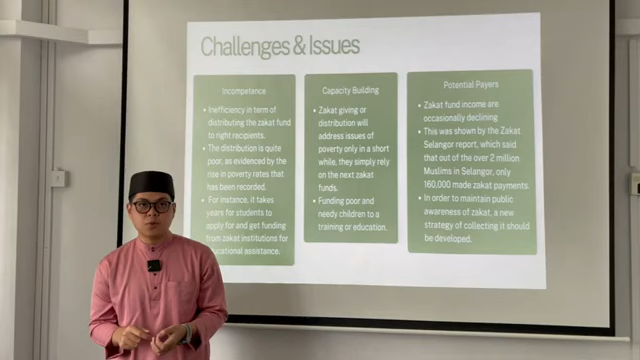 Challenges & Issues
Incompetence
• Inefficiency in term of
distributing the zakat fund
to right recipients.
• The distribution is quite
poor, as evidenced by the
rise in poverty rates that
has been recorded.
• For instance, it takes
years for students to
apply for and get funding
from zakat institutions for
educational assistance.
Capacity Building
• Zakat giving or
distribution will
address issues of
poverty only in a short
while, they simply rely
on the next zakat
funds.
• Funding poor and
needy children to a
training or education.
Potential Payers
• Zakat fund income are
occasionally declining
• This was shown by the Zakat
Selangor report, which said
that out of the over 2 million
Muslims in Selangor, only
160,000 made zakat payments.
• In order to maintain public
awareness of zakat, a new
strategy of collecting it should
be developed.